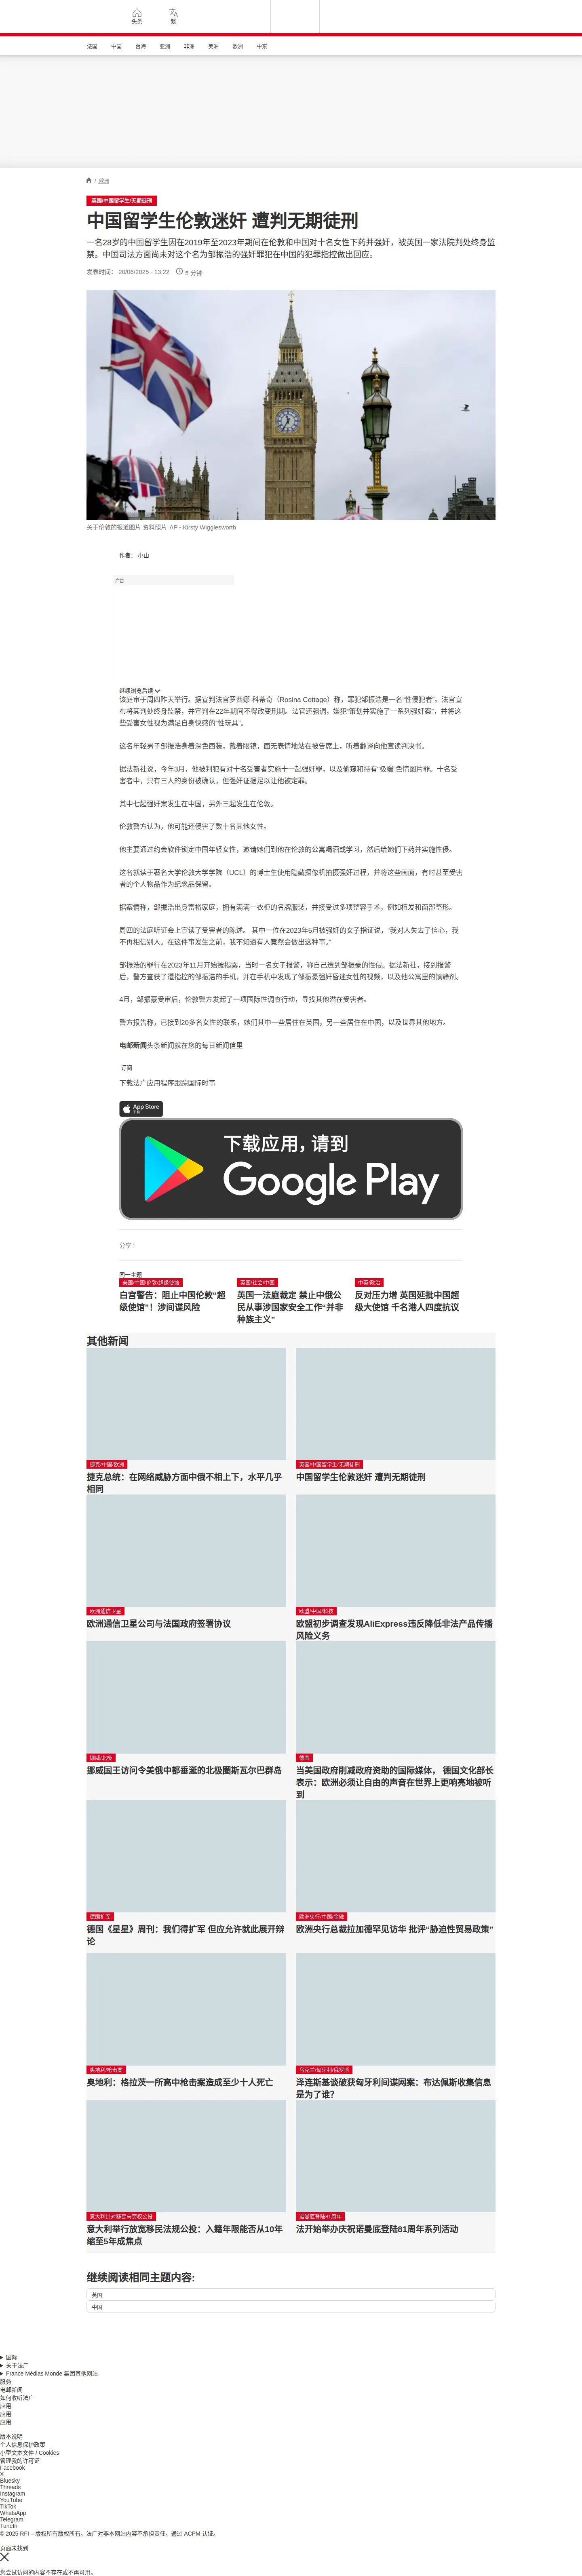 头条
繁
法国
中国
台海
亚洲
非洲
美洲
欧洲
中东
/ 欧洲
英国/中国留学生/无期徒刑
中国留学生伦敦迷奸 遭判无期徒刑
一名28岁的中国留学生因在2019年至2023年期间在伦敦和中国对十名女性下药并强奸，被英国一家法院判处终身监
禁。中国司法方面尚未对这个名为邹振浩的强奸罪犯在中国的犯罪指控做出回应。
发表时间： 20/06/2025 - 13:22
5 分钟
关于伦敦的报道图片 资料照片 AP - Kirsty Wigglesworth
作者： 小山
广告
继续浏览后续
该庭审于周四昨天举行。据宣判法官罗西娜·科蒂奇（Rosina Cottage）称，罪犯邹振浩是一名“性侵犯者”。法官宣
布将其判处终身监禁，并宣判在22年期间不得改变刑期。法官还强调，嫌犯“策划并实施了一系列强奸案”，并将这
些受害女性视为满足自身快感的“性玩具”。
这名年轻男子邹振浩身着深色西装，戴着眼镜，面无表情地站在被告席上，听着翻译向他宣读判决书。
据法新社说，今年3月，他被判犯有对十名受害者实施十一起强奸罪，以及偷窥和持有“极端”色情图片罪。十名受
害者中，只有三人的身份被确认，但强奸证据足以让他被定罪。
其中七起强奸案发生在中国，另外三起发生在伦敦。
伦敦警方认为，他可能还侵害了数十名其他女性。
他主要通过约会软件锁定中国年轻女性，邀请她们到他在伦敦的公寓喝酒或学习，然后给她们下药并实施性侵。
这名就读于著名大学伦敦大学学院（UCL）的博士生使用隐藏摄像机拍摄强奸过程，并将这些画面，有时甚至受害
者的个人物品作为纪念品保留。
据案情称，邹振浩出身富裕家庭，拥有满满一衣柜的名牌服装，并接受过多项整容手术，例如植发和面部整形。
周四的法庭听证会上宣读了受害者的陈述。 其中一位在2023年5月被强奸的女子指证说，“我对人失去了信心，我
不再相信别人。在这件事发生之前，我不知道有人竟然会做出这种事。”
邹振浩的罪行在2023年11月开始被揭露，当时一名女子报警，称自己遭到邹振豪的性侵。据法新社，接到报警
后，警方查获了遭指控的邹振浩的手机，并在手机中发现了邹振豪强奸昏迷女性的视频，以及他公寓里的镇静剂。
4月，邹振豪受审后，伦敦警方发起了一项国际性调查行动，寻找其他潜在受害者。
警方报告称，已接到20多名女性的联系，她们其中一些居住在英国，另一些居住在中国，以及世界其他地方。
电邮新闻头条新闻就在您的每日新闻信里
订阅
下载法广应用程序跟踪国际时事
App Store
下载
下载应用，请到
Google Play
分享 :
同一主题
美国/中国/伦敦/超级使馆
白宫警告：阻止中国伦敦“超
级使馆”！涉间谍风险
英国/社会/中国
英国一法庭裁定 禁止中俄公
民从事涉国家安全工作“并非
种族主义”
中英/政治
反对压力增 英国延批中国超
级大使馆 千名港人四度抗议
其他新闻
捷克/中国/欧洲
捷克总统：在网络威胁方面中俄不相上下，水平几乎
相同
英国/中国留学生/无期徒刑
中国留学生伦敦迷奸 遭判无期徒刑
欧洲通信卫星
欧洲通信卫星公司与法国政府签署协议
欧盟/中国/科技
欧盟初步调查发现AliExpress违反降低非法产品传播
风险义务
挪威/北极
挪威国王访问令美俄中都垂涎的北极圈斯瓦尔巴群岛
德国
当美国政府削减政府资助的国际媒体， 德国文化部长
表示：欧洲必须让自由的声音在世界上更响亮地被听
到
德国扩军
德国《星星》周刊：我们得扩军 但应允许就此展开辩
论
欧洲央行/中国/金融
欧洲央行总裁拉加德罕见访华 批评“胁迫性贸易政策”
奥地利/枪击案
奥地利：格拉茨一所高中枪击案造成至少十人死亡
乌克兰/匈牙利/俄罗斯
泽连斯基谈破获匈牙利间谍网案：布达佩斯收集信息
是为了谁？
意大利针对移民与劳权公投
意大利举行放宽移民法规公投：入籍年限能否从10年
缩至5年成焦点
诺曼底登陆81周年
法开始举办庆祝诺曼底登陆81周年系列活动
继续阅读相同主题内容:
英国
中国
国际
关于法广
France Médias Monde 集团其他网站
服务
电邮新闻
如何收听法广
应用
应用
应用
版本说明
个人信息保护政策
小型文本文件 / Cookies
管理我的许可证
Facebook
X
Bluesky
Threads
Instagram
YouTube
TikTok
WhatsApp
Telegram
TuneIn
© 2025 RFI – 版权所有版权所有。法广对非本网站内容不承担责任。通过 ACPM 认证。
页面未找到
您尝试访问的内容不存在或不再可用。